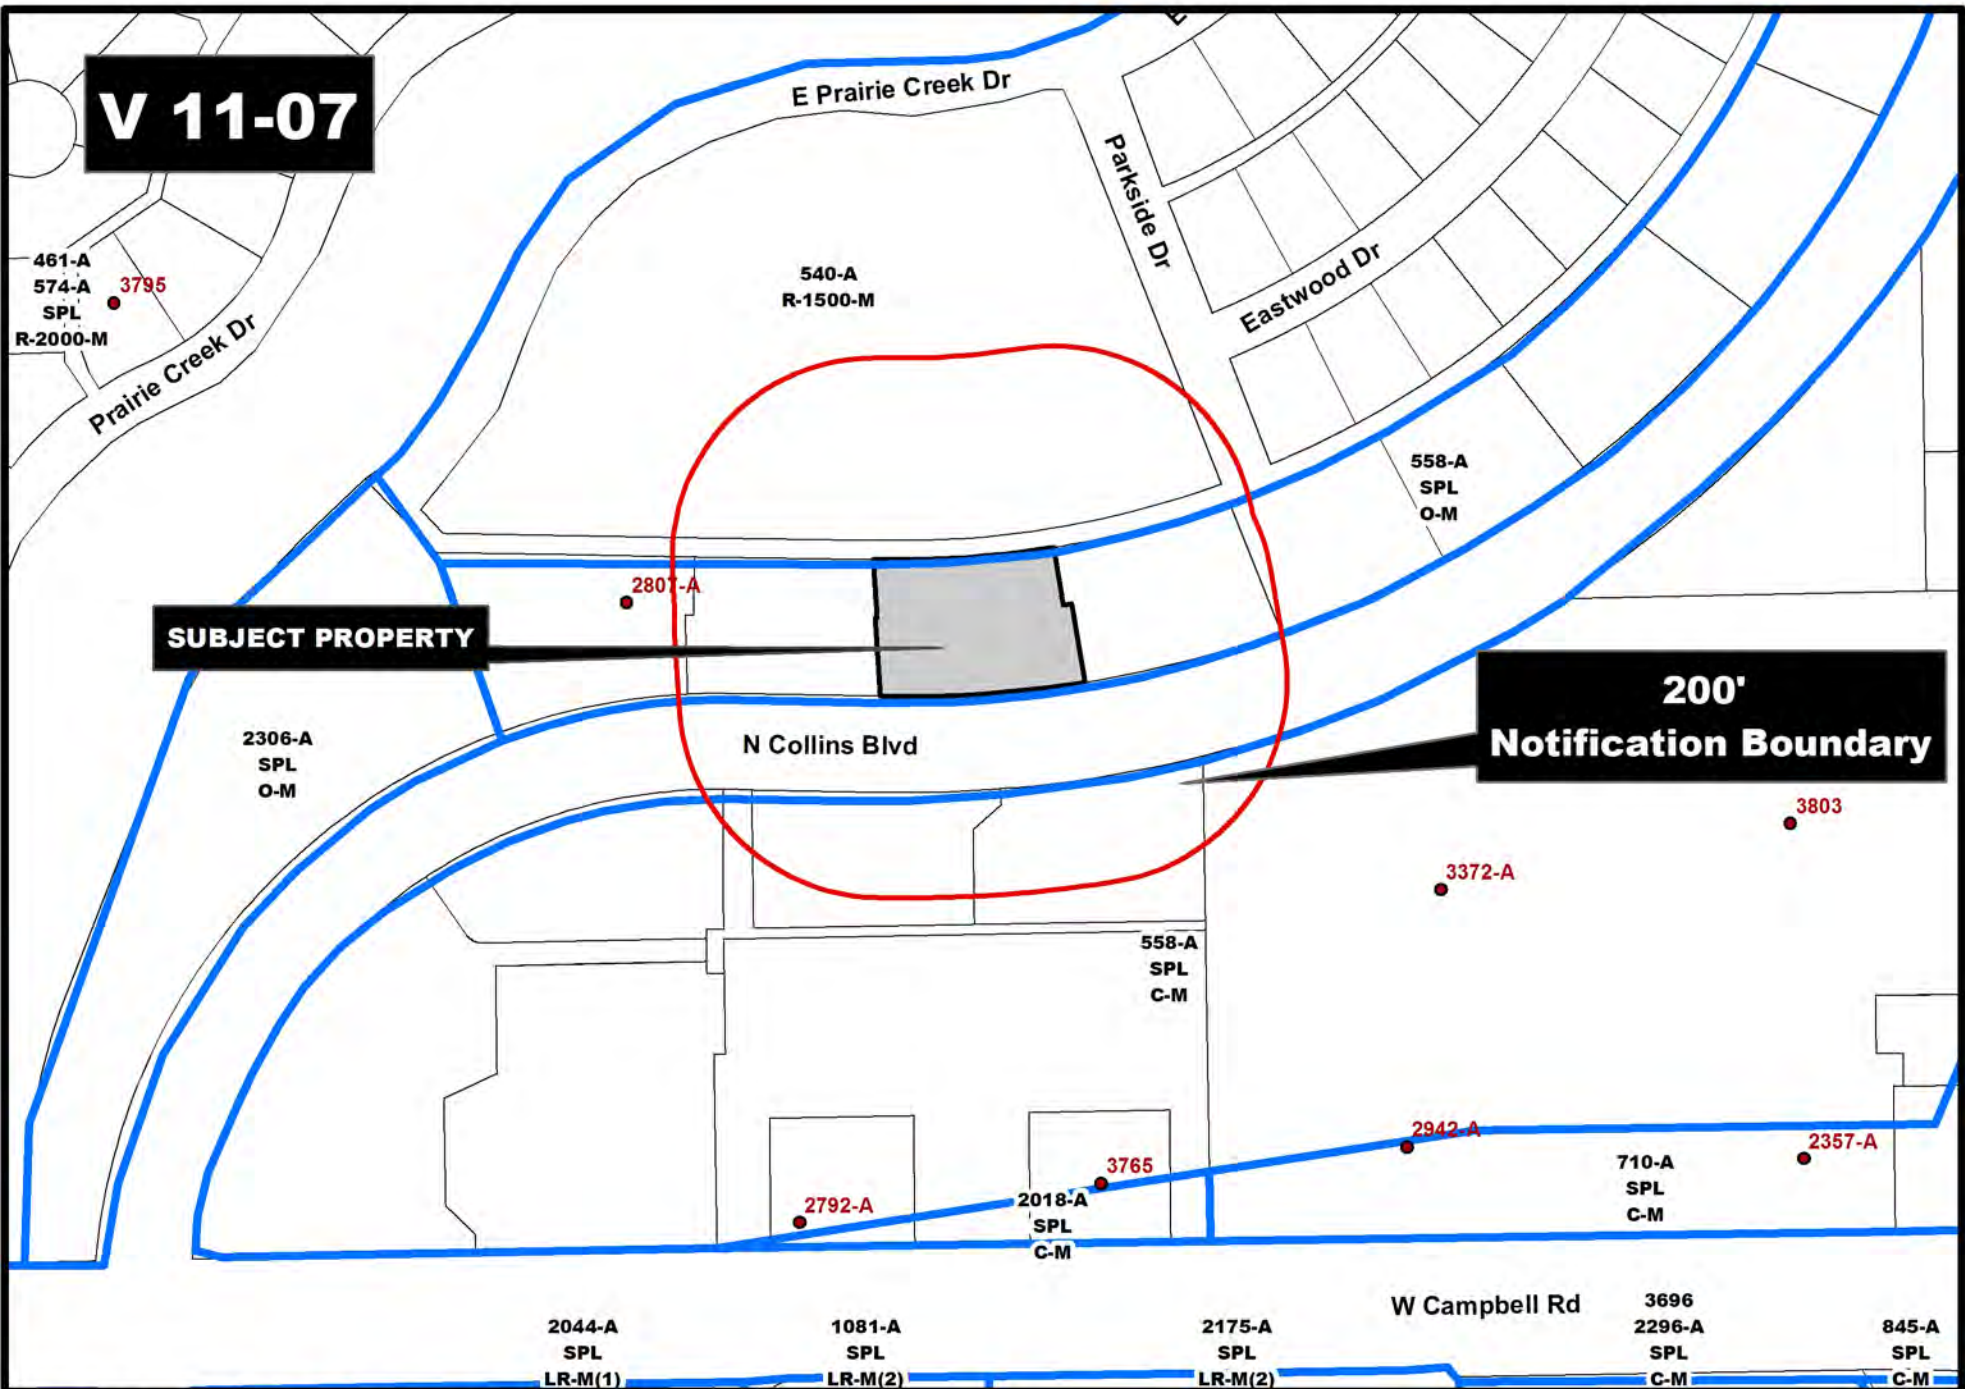 E
E Prairie Creek Dr
V 11-07
Parkside Dr
461-A
574-A
SPL
R-2000-M
3795
540-A
R-1500-M
Eastwood Dr
Prairie Creek Dr
558-A
SPL
O-M
2807-A
SUBJECT PROPERTY
200'
Notification Boundary
2306-A
SPL
O-M
N Collins Blvd
3803
3372-A
558-A
SPL
C-M
2942-A
2357-A
3765
710-A
SPL
C-M
2792-A
2018-A
SPL
C-M
W Campbell Rd
2044-A
SPL
LR-M(1)
1081-A
SPL
LR-M(2)
2175-A
SPL
LR-M(2)
3696
2296-A
SPL
C-M
845-A
SPL
C-M